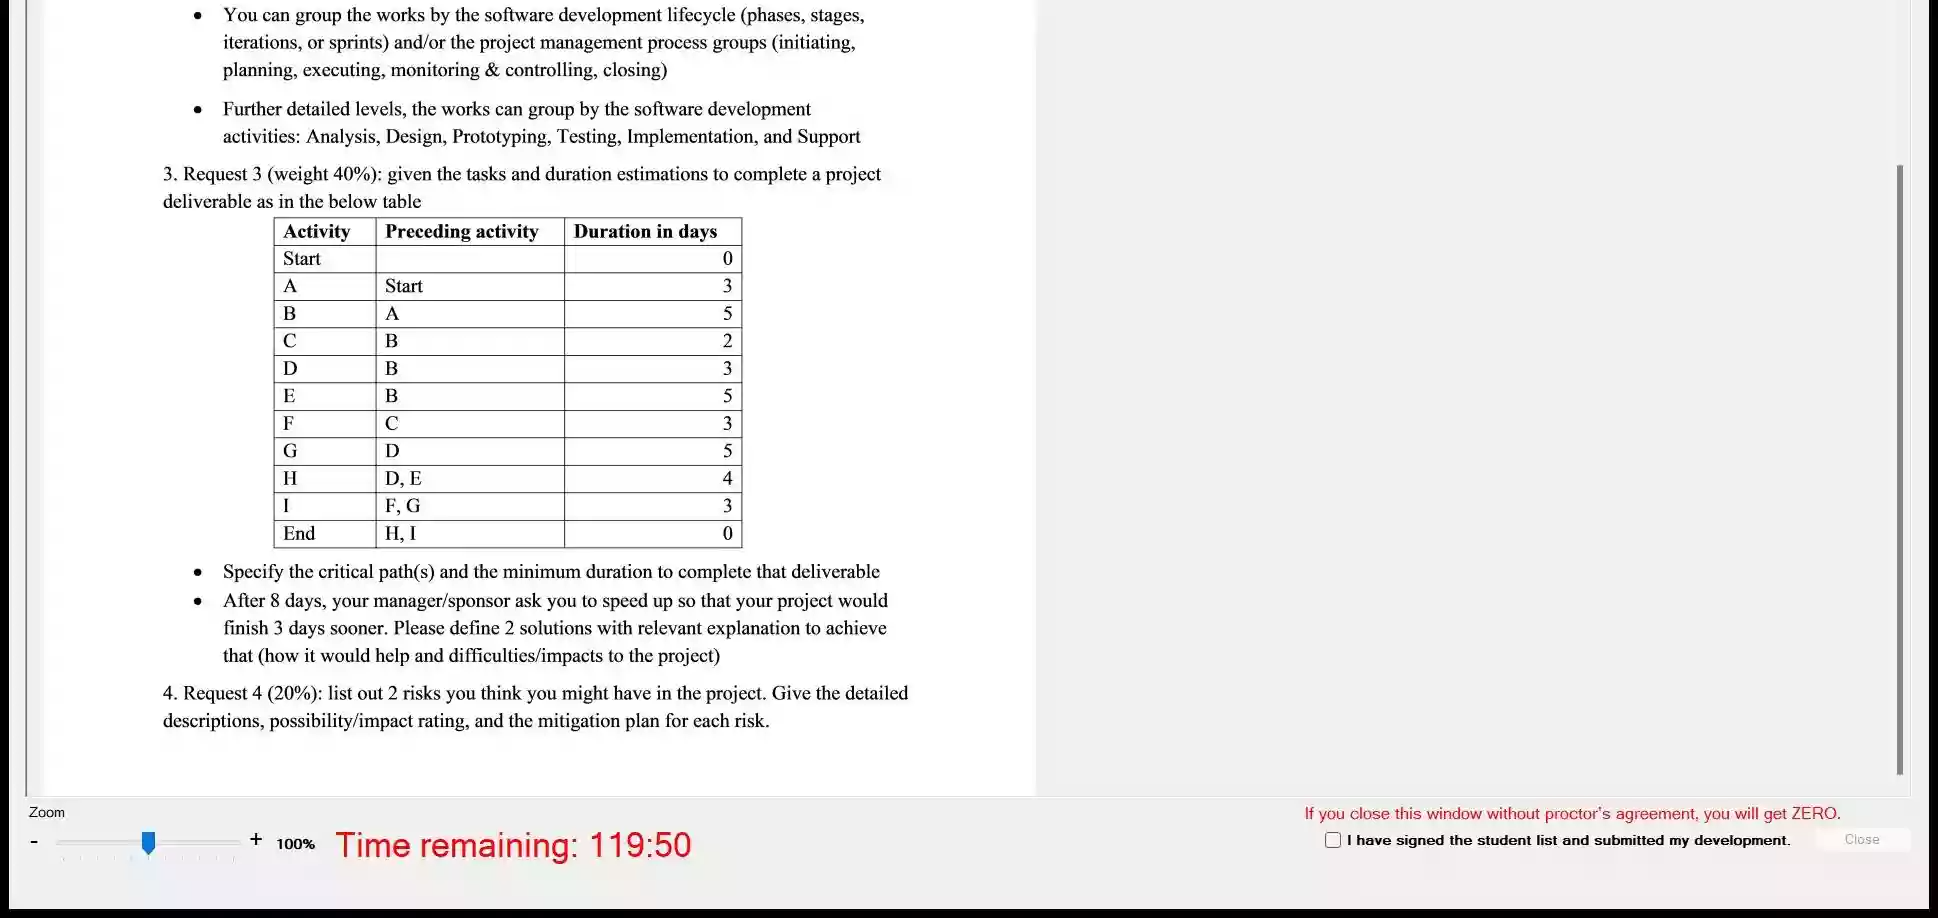 • You can group the works by the software development lifecycle (phases, stages,
iterations, or sprints) and/or the project management process groups (initiating,
planning, executing, monitoring & controlling, closing)
• Further detailed levels, the works can group by the software development
activities: Analysis, Design, Prototyping, Testing, Implementation, and Support
3. Request 3 (weight 40%): given the tasks and duration estimations to complete a project
deliverable as in the below table
Activity Preceding activity Duration in days
Start 0
A Start 3
B A 5
C B 2
D B 3
E B 5
F C 3
G D 5
H D, E 4
I F, G 3
End H, I 0
• Specify the critical path(s) and the minimum duration to complete that deliverable
• After 8 days, your manager/sponsor ask you to speed up so that your project would
finish 3 days sooner. Please define 2 solutions with relevant explanation to achieve
that (how it would help and difficulties/impacts to the project)
4. Request 4 (20%): list out 2 risks you think you might have in the project. Give the detailed
descriptions, possibility/impact rating, and the mitigation plan for each risk.
Zoom
- + 100% Time remaining: 119:50
If you close this window without proctor's agreement, you will get ZERO.
I have signed the student list and submitted my development. Close